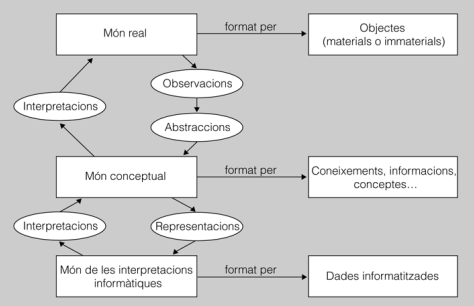 Món real
format per
Objectes
(materials o immaterials)
Observacions
Interpretacions
Abstraccions
Món conceptual
format per
Coneixements, informacions,
conceptes...
Interpretacions
Representacions
Món de les interpretacions
informàtiques
format per
Dades informatitzades